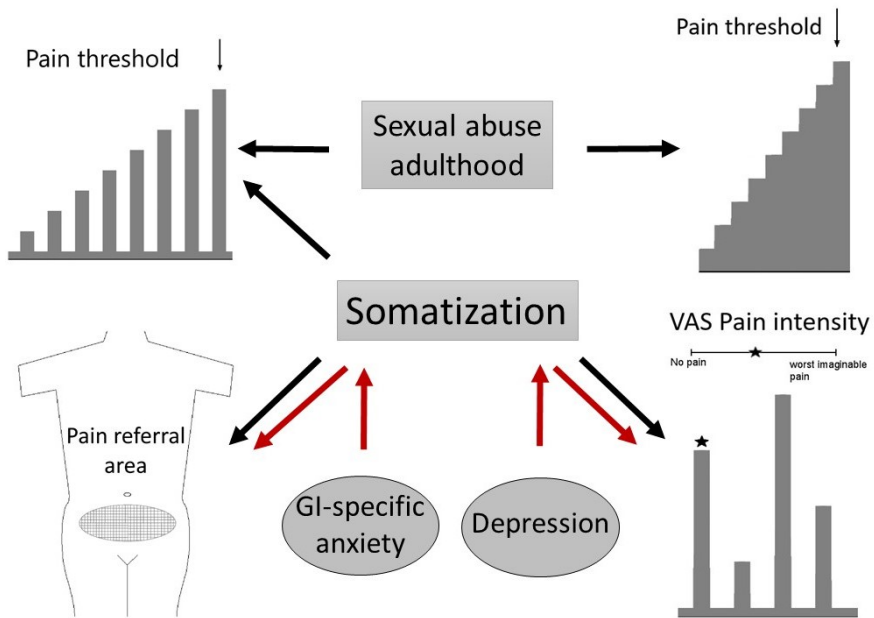 Pain threshold
Pain threshold
Sexual abuse
adulthood
Somatization
VAS Pain intensity
No pain
worst imaginable
pain
Pain referral
area
GI-specific
anxiety
Depression